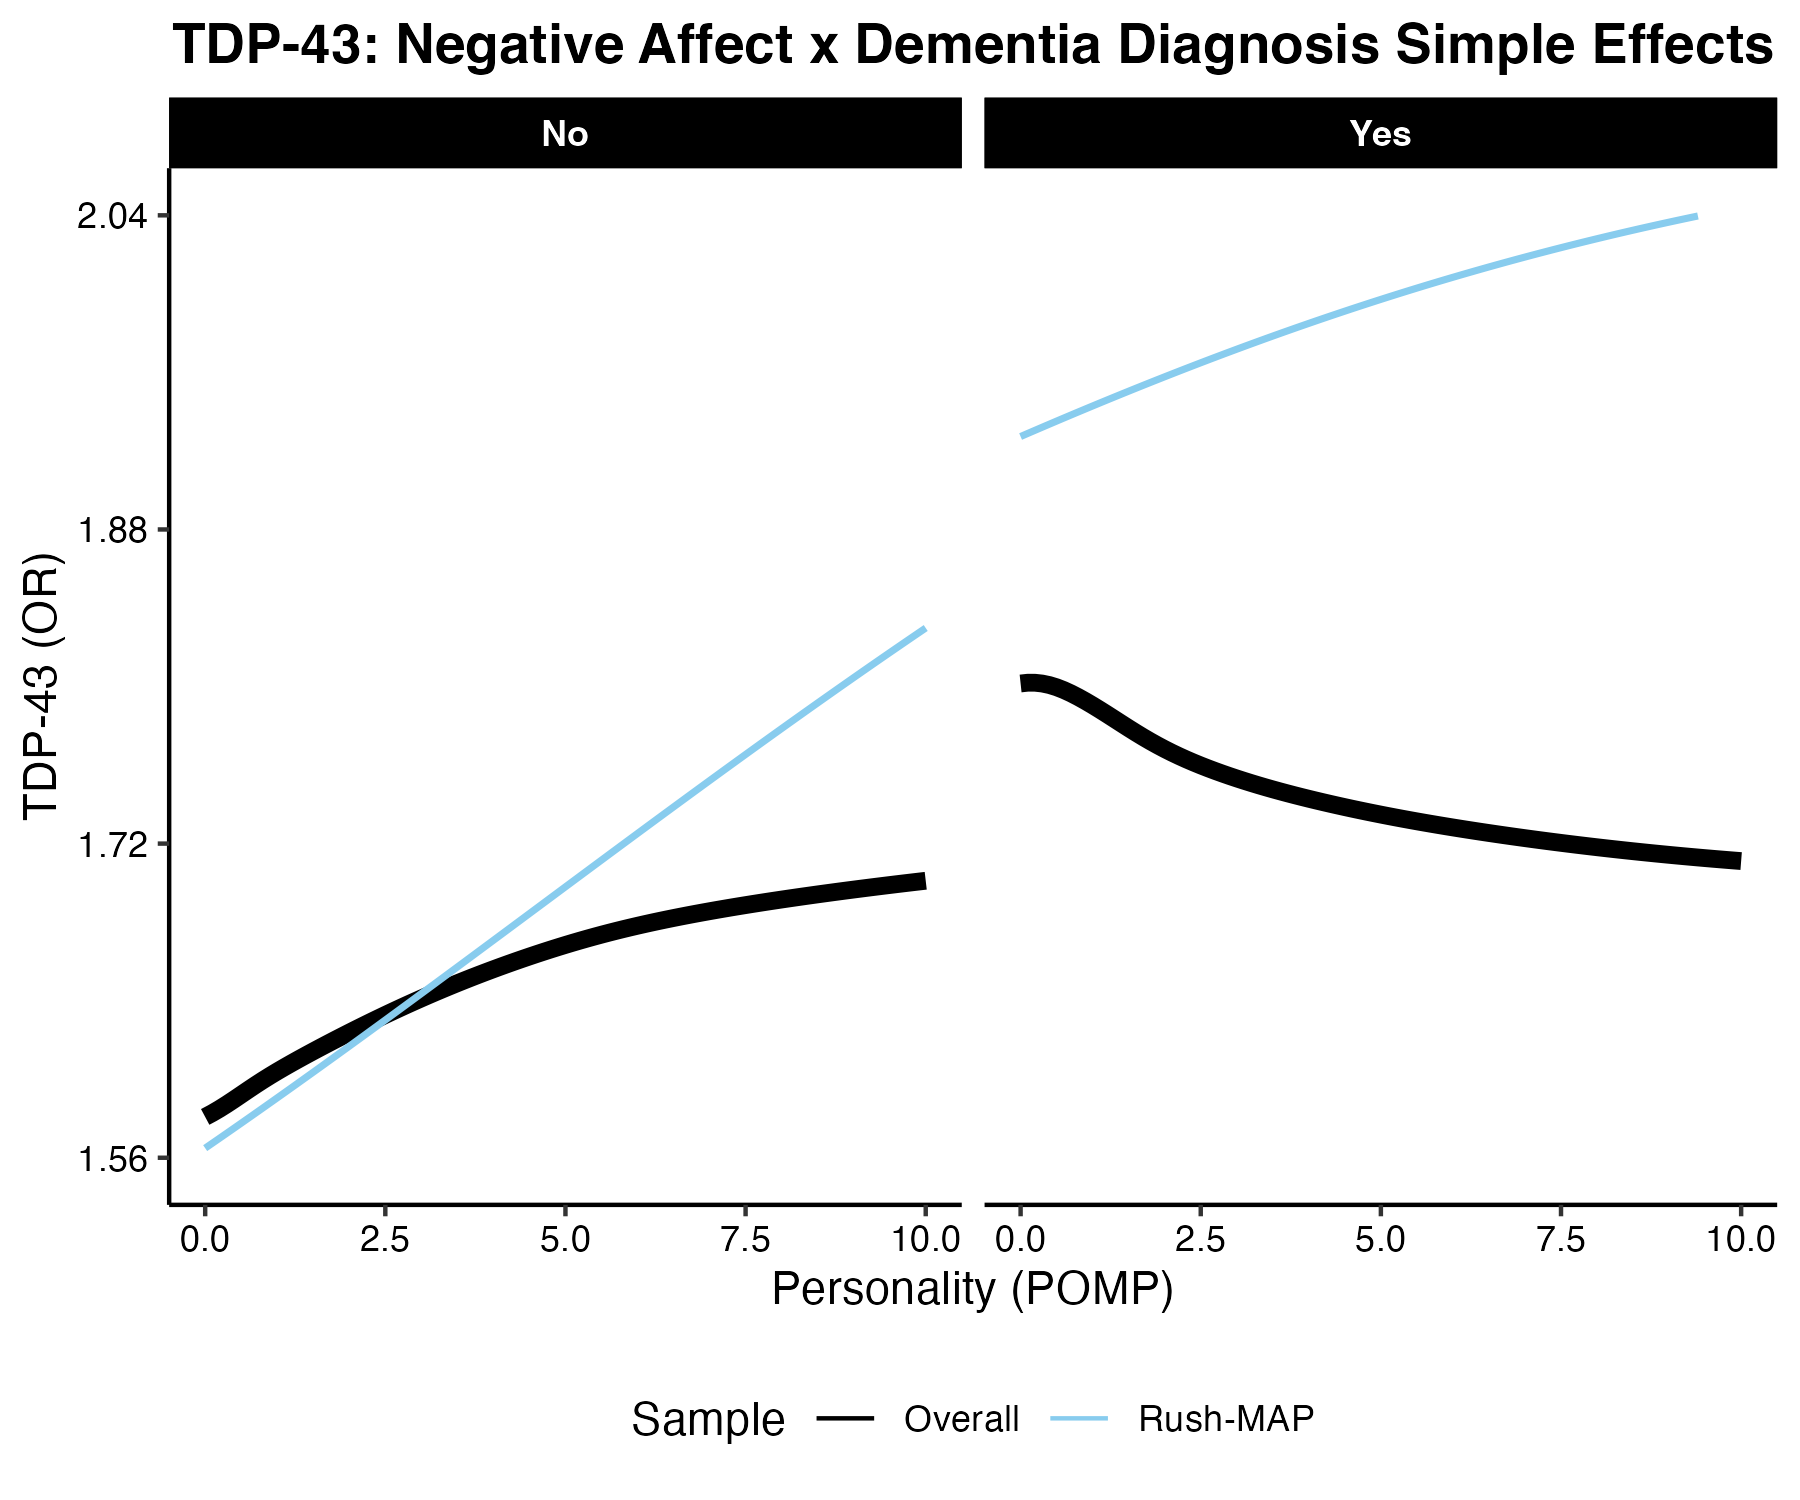 TDP-43: Negative Affect x Dementia Diagnosis Simple Effects
No
Yes
TDP-43 (OR)
2.04
1.88
1.72
1.56
0.0 2.5 5.0 7.5 10.0
0.0 2.5 5.0 7.5 10.0
Personality (POMP)
Sample Overall Rush-MAP